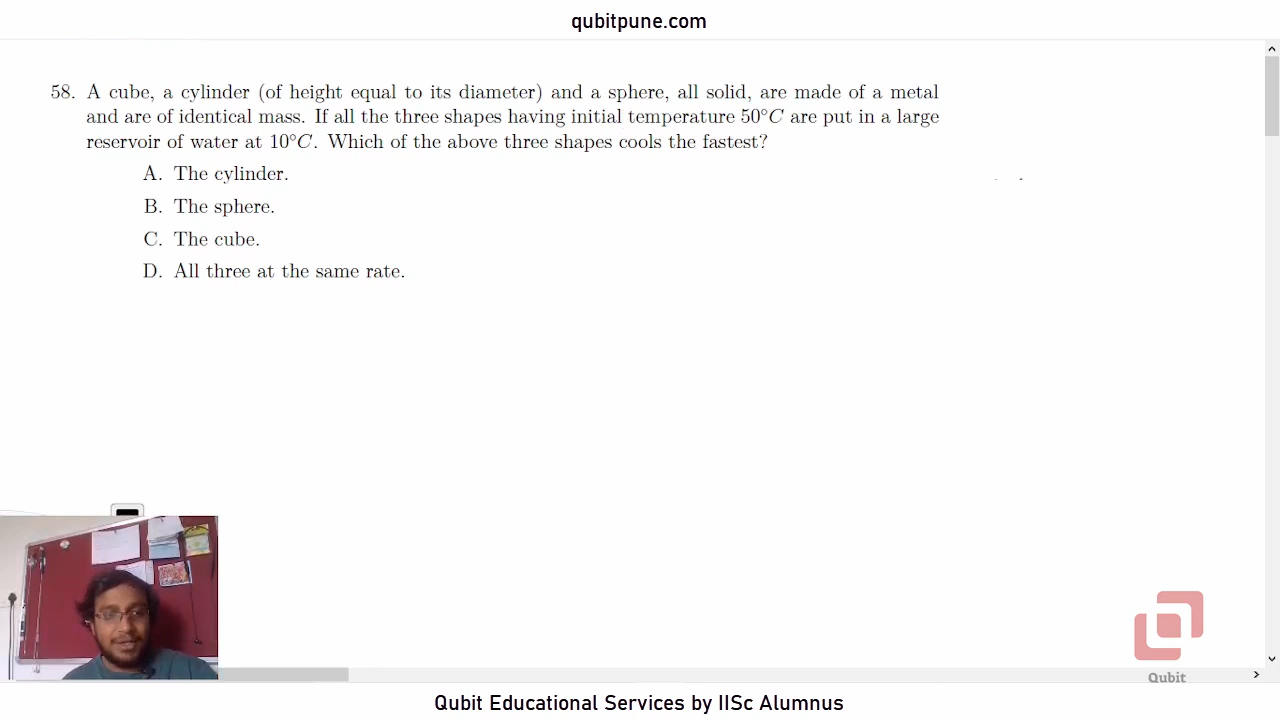 qubitpune.com
58. A cube, a cylinder (of height equal to its diameter) and a sphere, all solid, are made of a metal
and are of identical mass. If all the three shapes having initial temperature 50°C are put in a large
reservoir of water at 10°C. Which of the above three shapes cools the fastest?
A. The cylinder.
B. The sphere.
C. The cube.
D. All three at the same rate.
Qubit
Qubit Educational Services by IISc Alumnus